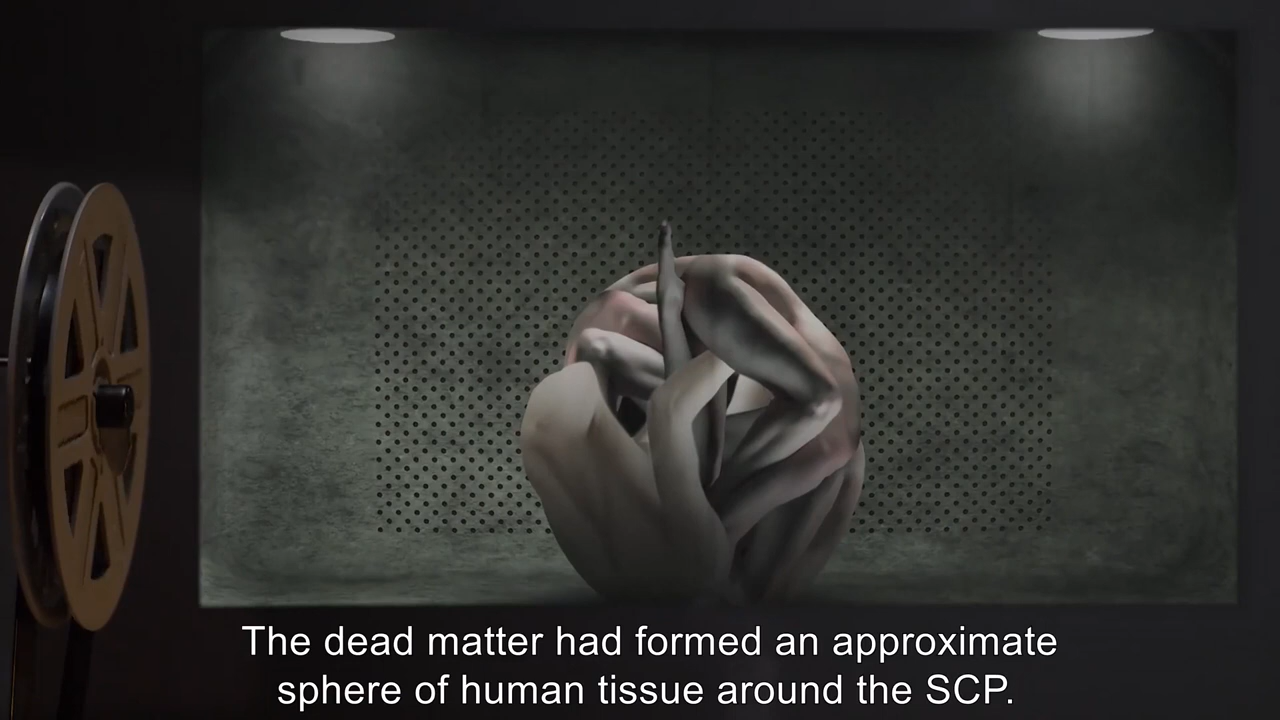 The dead matter had formed an approximate
sphere of human tissue around the SCP.